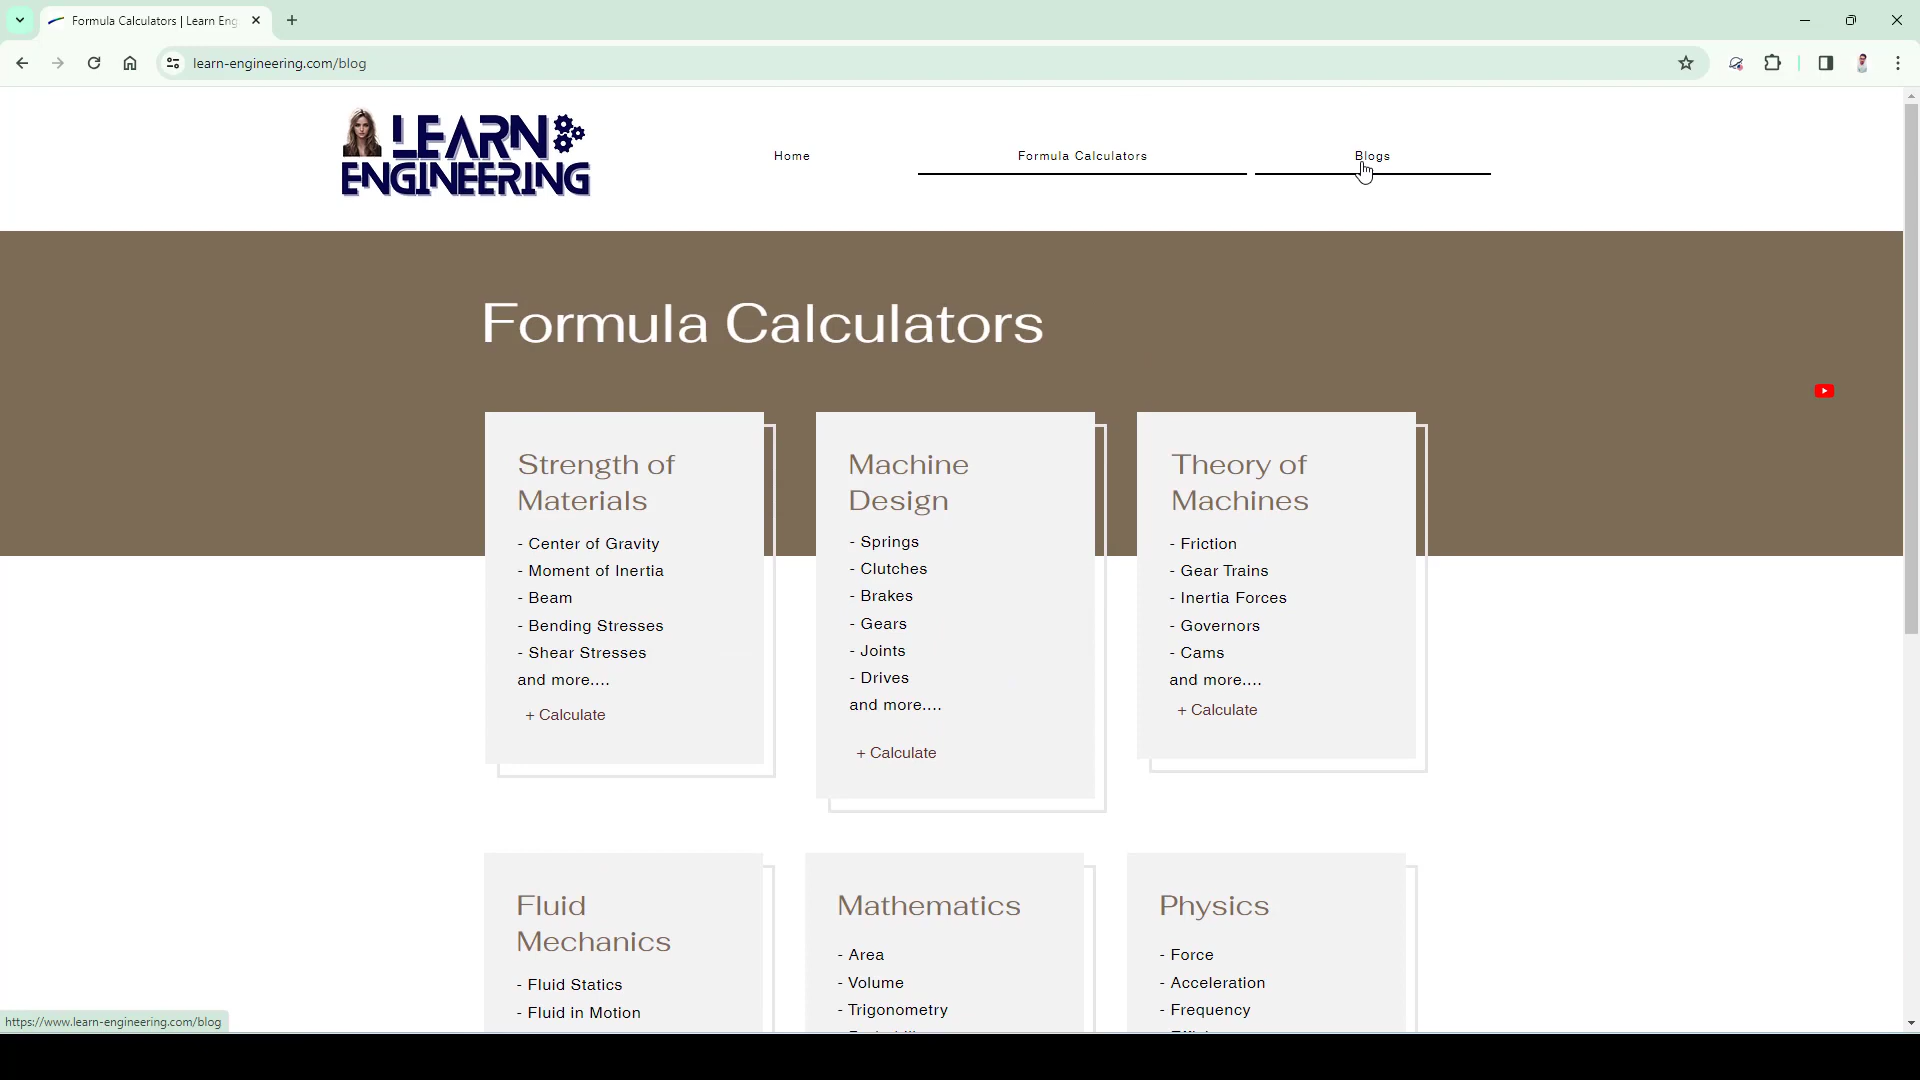 Formula Calculators | Learn Eng
learn-engineering.com/blog
LEARN
ENGINEERING
Home
Formula Calculators
Blogs
Formula Calculators
Strength of
Materials
- Center of Gravity
- Moment of Inertia
- Beam
- Bending Stresses
- Shear Stresses
and more....
+ Calculate
Machine
Design
- Springs
- Clutches
- Brakes
- Gears
- Joints
- Drives
and more....
+ Calculate
Theory of
Machines
- Friction
- Gear Trains
- Inertia Forces
- Governors
- Cams
and more....
+ Calculate
Fluid
Mechanics
- Fluid Statics
- Fluid in Motion
Mathematics
- Area
- Volume
- Trigonometry
Physics
- Force
- Acceleration
- Frequency
https://www.learn-engineering.com/blog